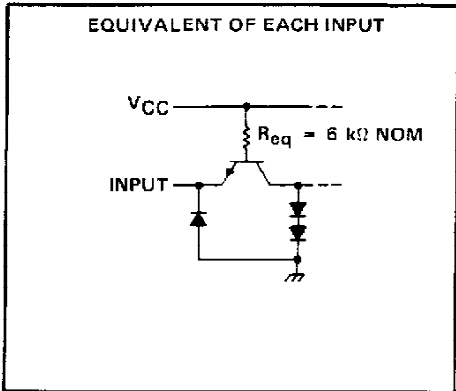 EQUIVALENT OF EACH INPUT
VCC
Req = 6 kΩ NOM
INPUT